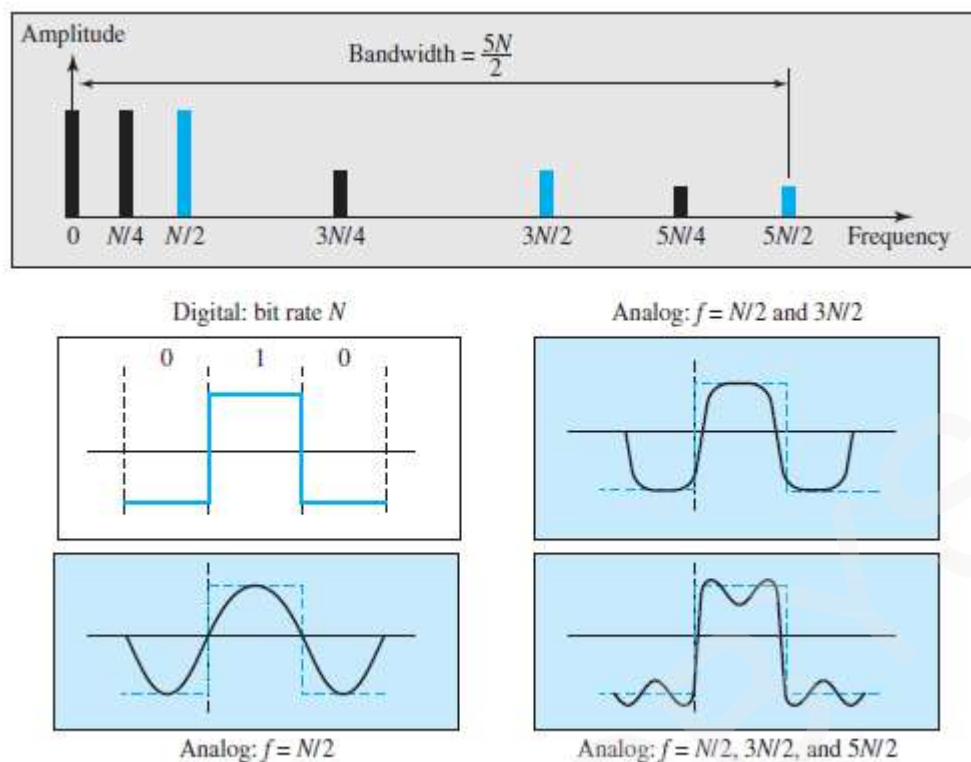 Amplitude
Bandwidth = 5N/2
0 N/4 N/2 3N/4 3N/2 5N/4 5N/2 Frequency
Digital: bit rate N
0 1 0
Analog: f = N/2 and 3N/2
Analog: f = N/2
Analog: f = N/2, 3N/2, and 5N/2